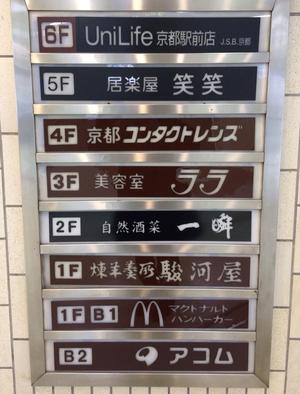 6F UniLife 京都駅前店 J.S.B.京都
5F 居楽屋 笑笑
4F 京都 コンタクトレンズ
3F 美容室 ララ
2F 自然酒菜 一瞬
1F 煉羊羹所 駿河屋
1F B1 マクドナルド
ハンバーガー
B2 アコム